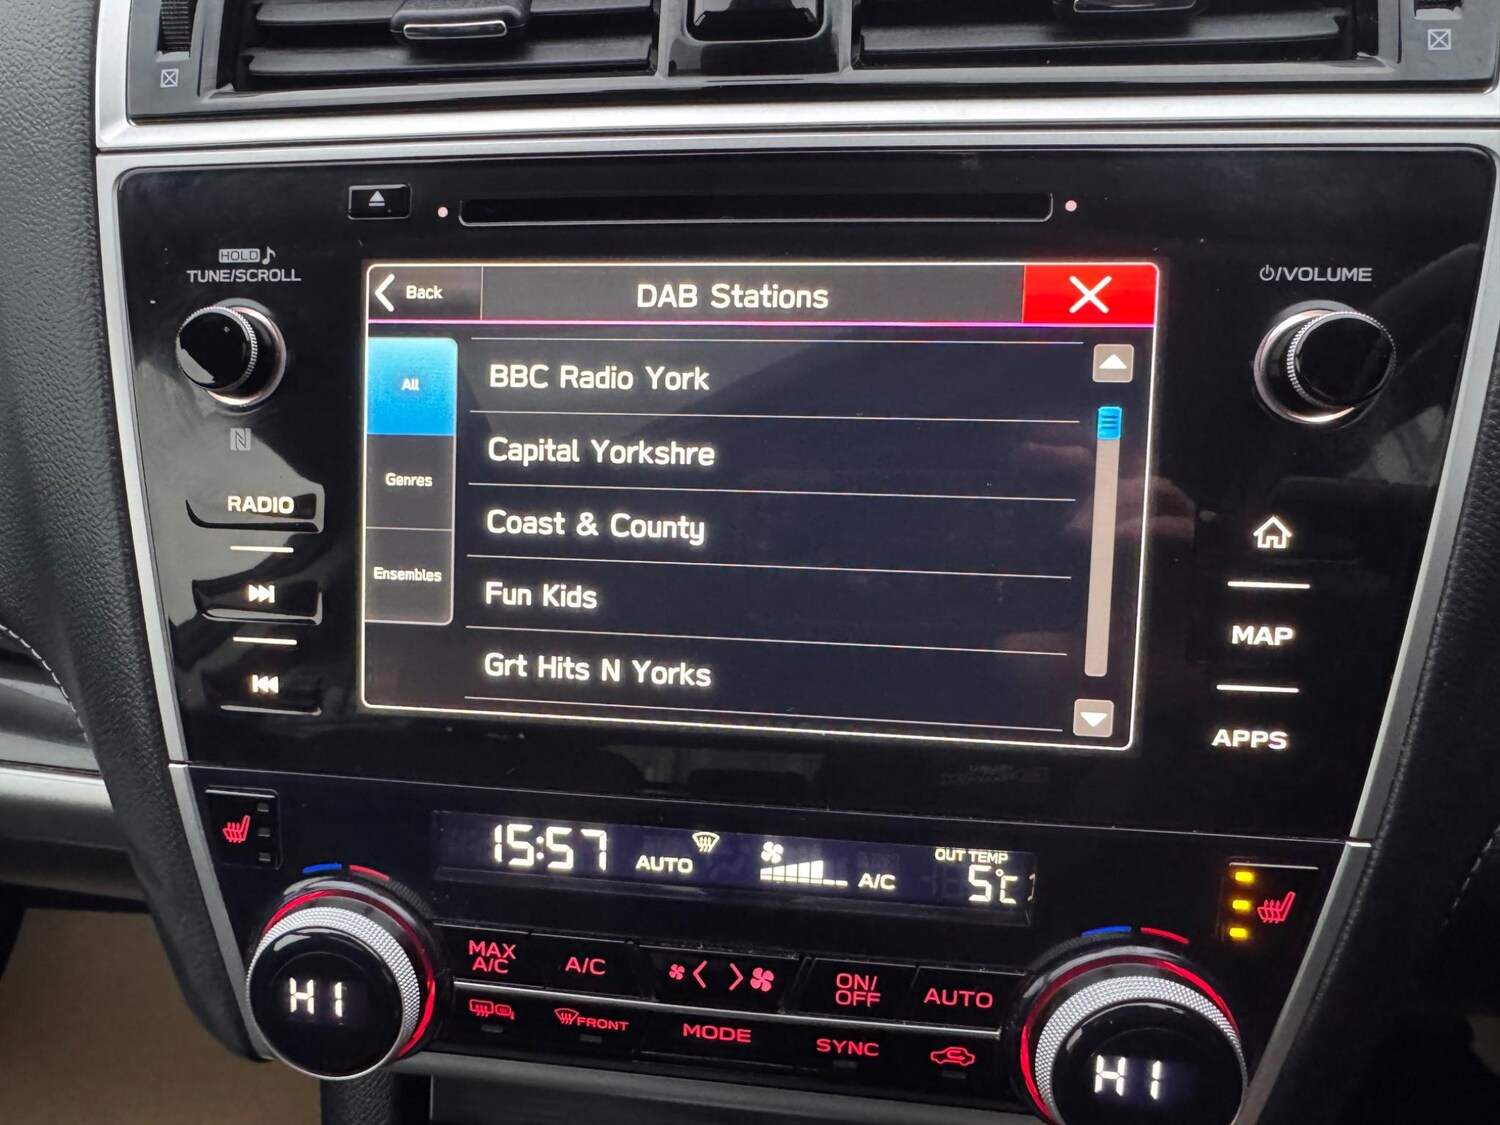 HOLD
TUNE/SCROLL
/VOLUME
Back
DAB Stations
All
Genres
Ensembles
BBC Radio York
Capital Yorkshre
Coast & County
Fun Kids
Grt Hits N Yorks
RADIO
MAP
APPS
15:57
AUTO
A/C
OUT TEMP
5℃
HI
MAX
A/C
A/C
ON/
OFF
AUTO
FRONT
MODE
SYNC
HI